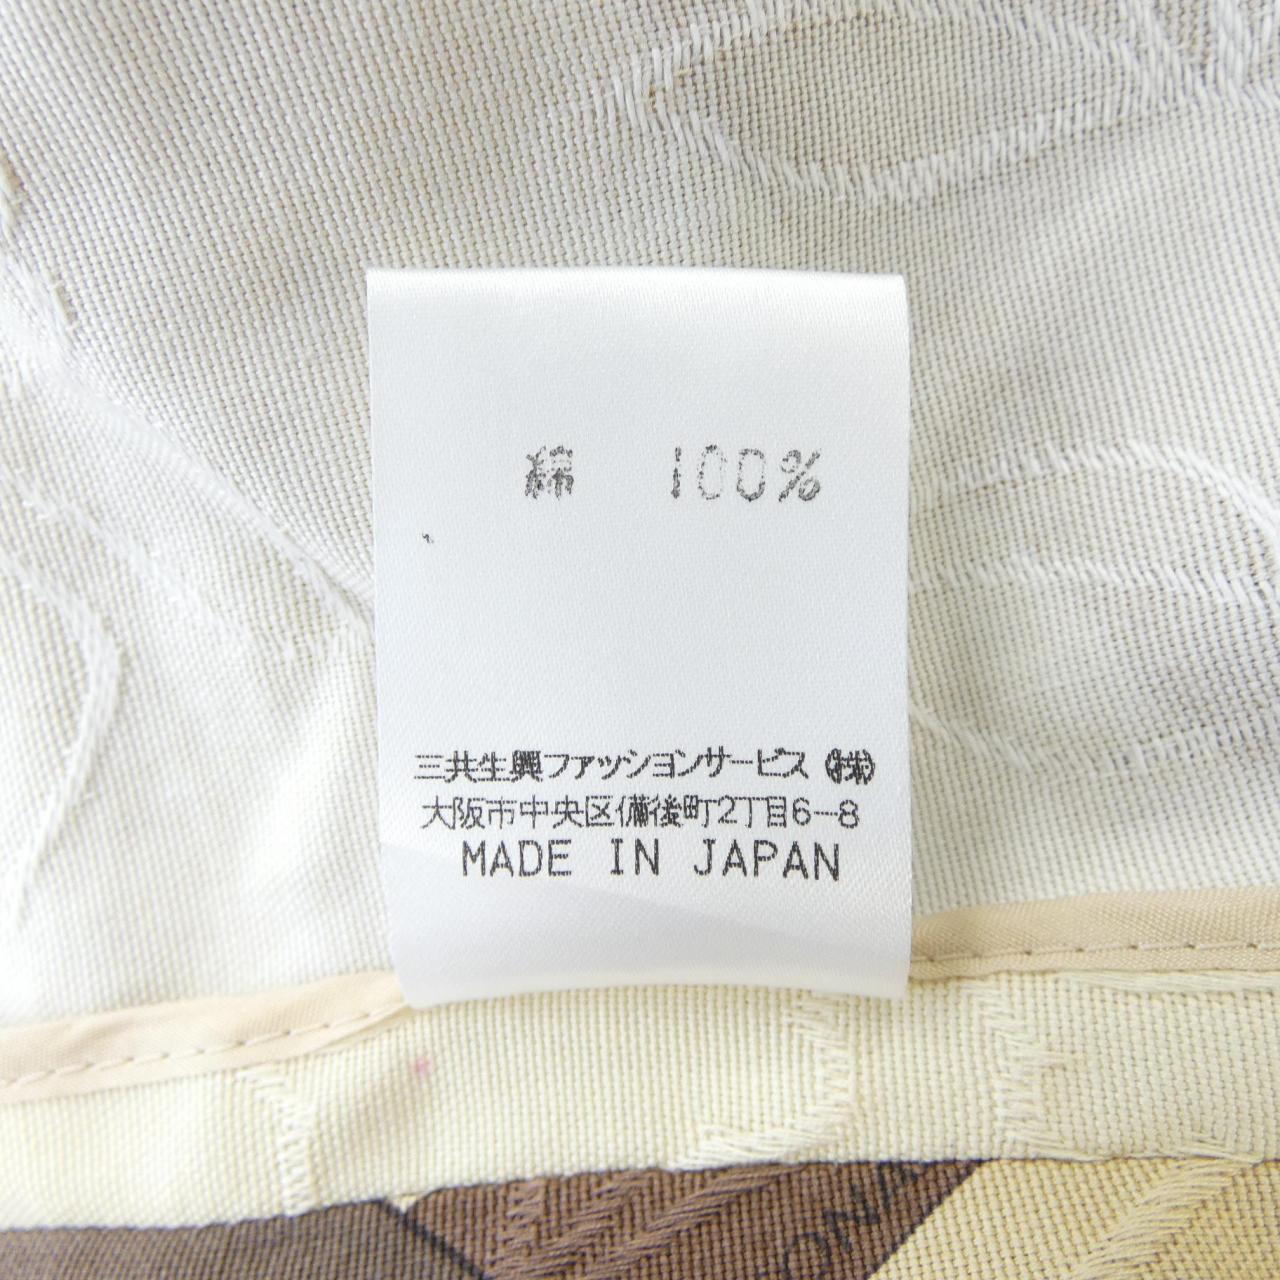 綿 100%
三共生興ファッションサービス ㈱
大阪市中央区備後町2丁目6-8
MADE IN JAPAN
ONA